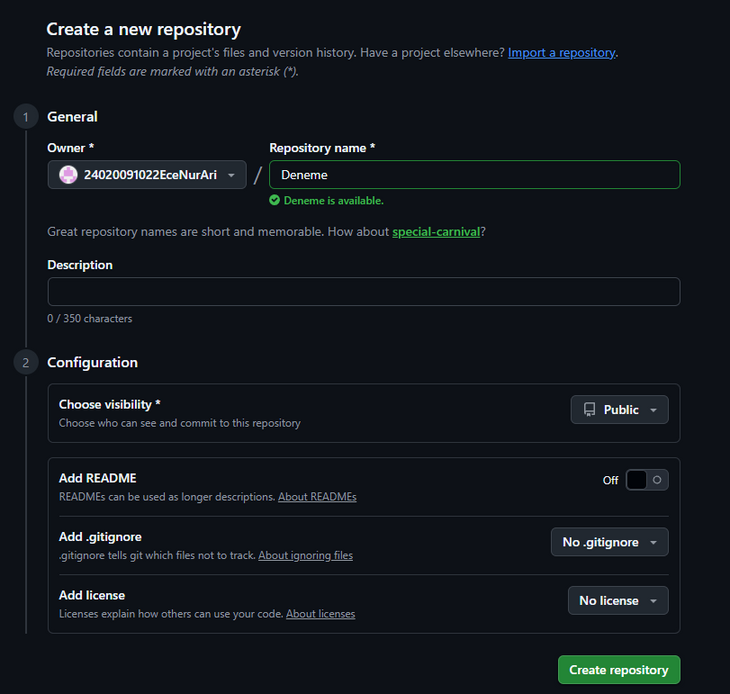 Create a new repository
Repositories contain a project's files and version history. Have a project elsewhere? Import a repository.
Required fields are marked with an asterisk (*).
1 General
Owner * Repository name *
24020091022EceNurAri / Deneme
Deneme is available.
Great repository names are short and memorable. How about special-carnival?
Description
0 / 350 characters
2 Configuration
Choose visibility *
Choose who can see and commit to this repository
Public
Add README
READMEs can be used as longer descriptions. About READMEs
Off
Add .gitignore
.gitignore tells git which files not to track. About ignoring files
No .gitignore
Add license
Licenses explain how others can use your code. About licenses
No license
Create repository